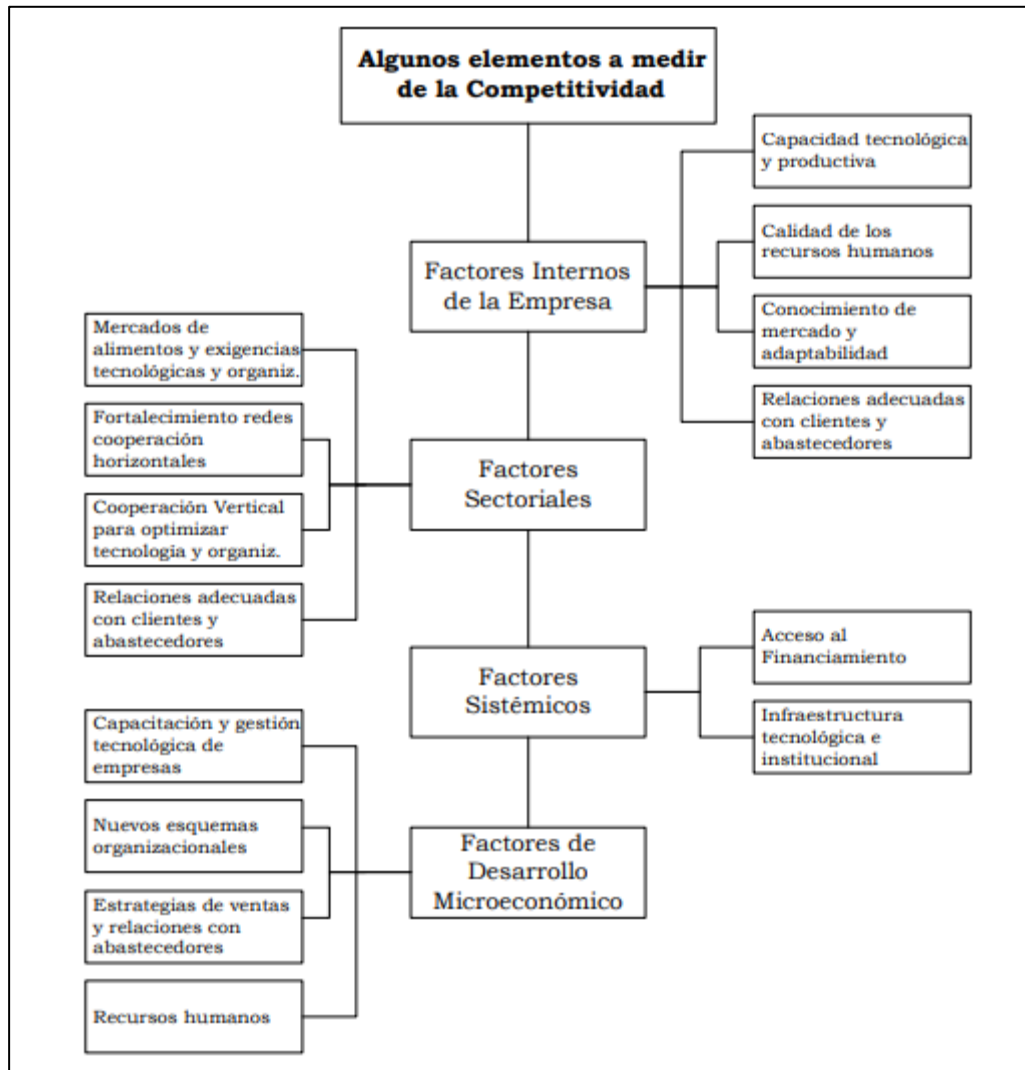 Algunos elementos a medir
de la Competitividad
Capacidad tecnológica
y productiva
Calidad de los
recursos humanos
Factores Internos
de la Empresa
Conocimiento de
mercado y
adaptabilidad
Relaciones adecuadas
con clientes y
abastecedores
Mercados de
alimentos y exigencias
tecnológicas y organiz.
Fortalecimiento redes
cooperación
horizontales
Factores
Sectoriales
Cooperación Vertical
para optimizar
tecnologia y organiz.
Relaciones adecuadas
con clientes y
abastecedores
Factores
Sistémicos
Acceso al
Financiamiento
Infraestructura
tecnológica e
institucional
Capacitación y gestión
tecnológica de
empresas
Nuevos esquemas
organizacionales
Factores de
Desarrollo
Microeconómico
Estrategias de ventas
y relaciones con
abastecedores
Recursos humanos